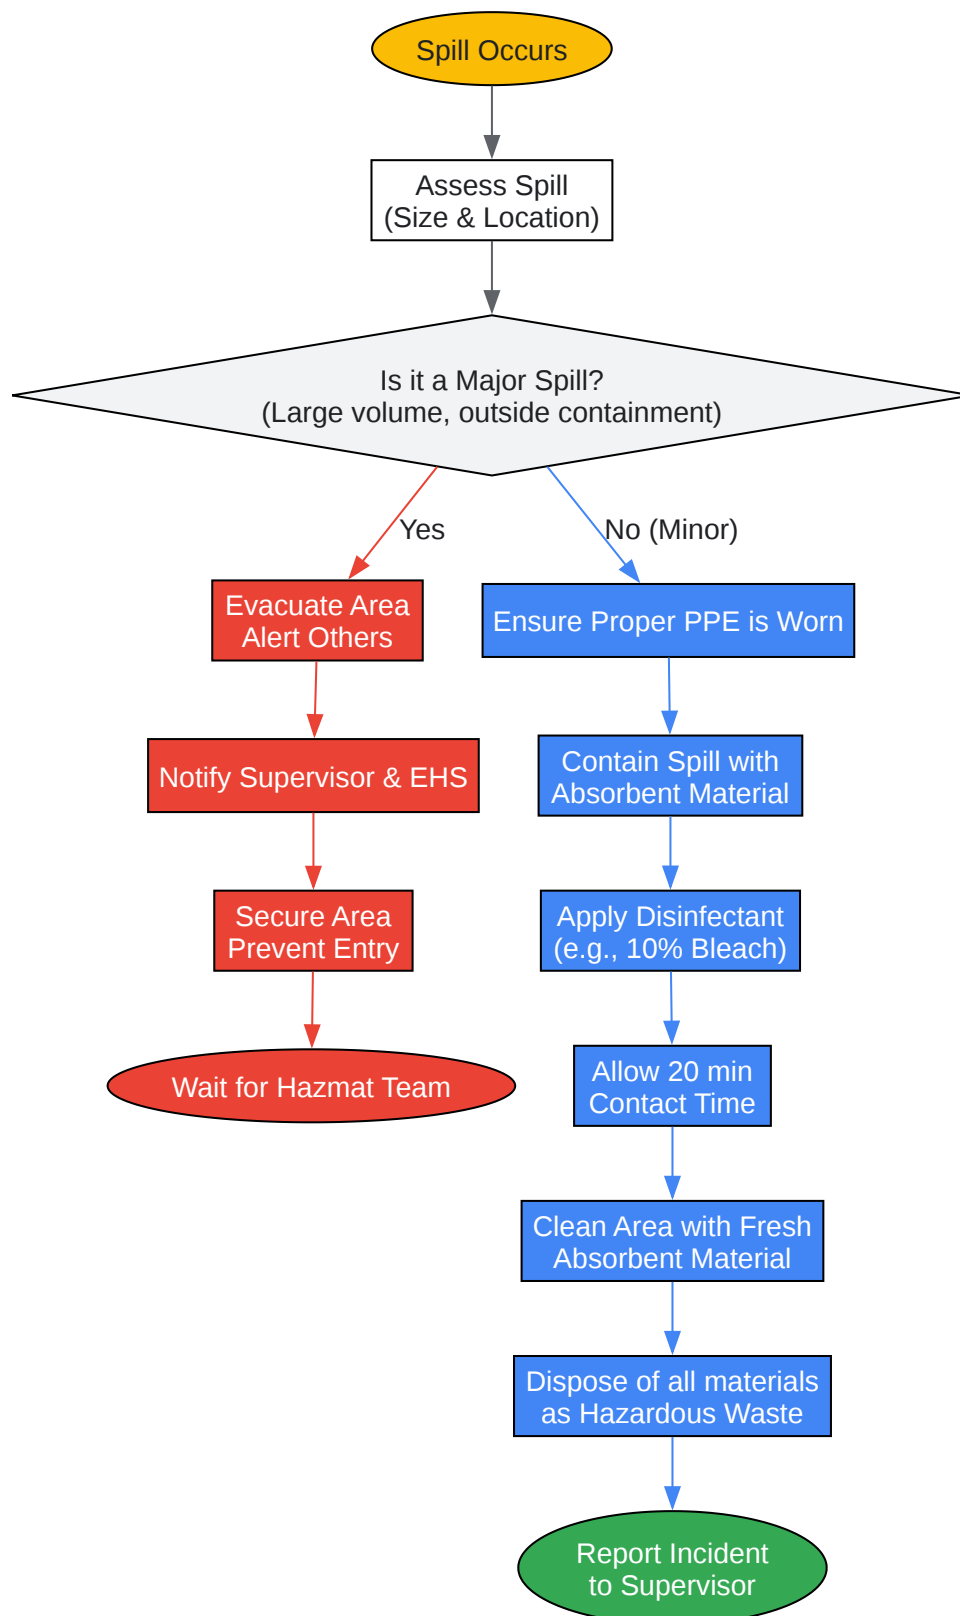 Spill Occurs
Assess Spill
(Size & Location)
Is it a Major Spill?
(Large volume, outside containment)
Yes
No (Minor)
Evacuate Area
Alert Others
Ensure Proper PPE is Worn
Notify Supervisor & EHS
Contain Spill with
Absorbent Material
Secure Area
Prevent Entry
Apply Disinfectant
(e.g., 10% Bleach)
Wait for Hazmat Team
Allow 20 min
Contact Time
Clean Area with Fresh
Absorbent Material
Dispose of all materials
as Hazardous Waste
Report Incident
to Supervisor